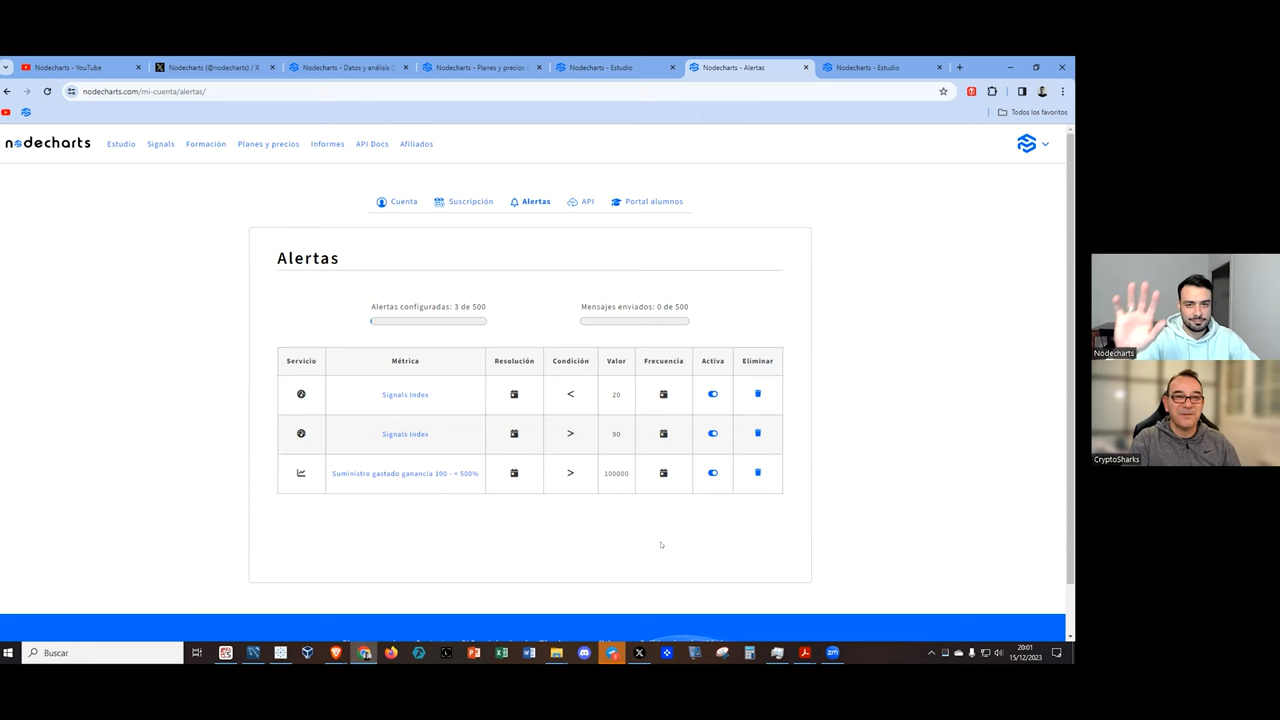 Nodecharts - YouTube
Nodecharts (@nodecharts) / X
Nodecharts - Datos y análisis
Nodecharts - Planes y precios
Nodecharts - Estudio
Nodecharts - Alertas
Nodecharts - Estudio
nodecharts.com/mi-cuenta/alertas/
Todos los favoritos
nodecharts
Estudio
Signals
Formación
Planes y precios
Informes
API Docs
Afiliados
Cuenta
Suscripción
Alertas
API
Portal alumnos
Alertas
Alertas configuradas: 3 de 500
Mensajes enviados: 0 de 500
Servicio Métrica Resolución Condición Valor Frecuencia Activa Eliminar
Signals Index < 20
Signals Index > 90
Suministro gastado ganancia 100 - < 500% > 100000
Nodecharts
CryptoSharks
Buscar
20:01
15/12/2023